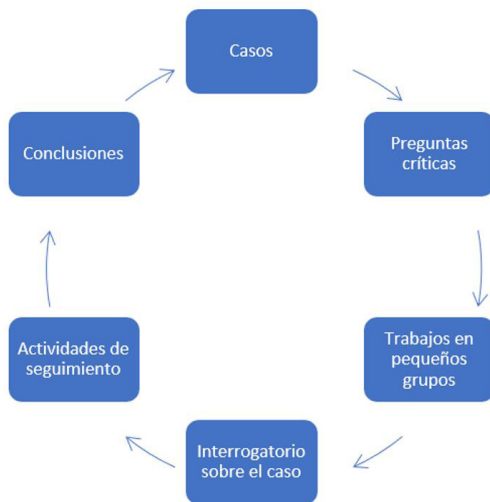 Casos
Preguntas
críticas
Trabajos en
pequeños
grupos
Interrogatorio
sobre el caso
Actividades de
seguimiento
Conclusiones